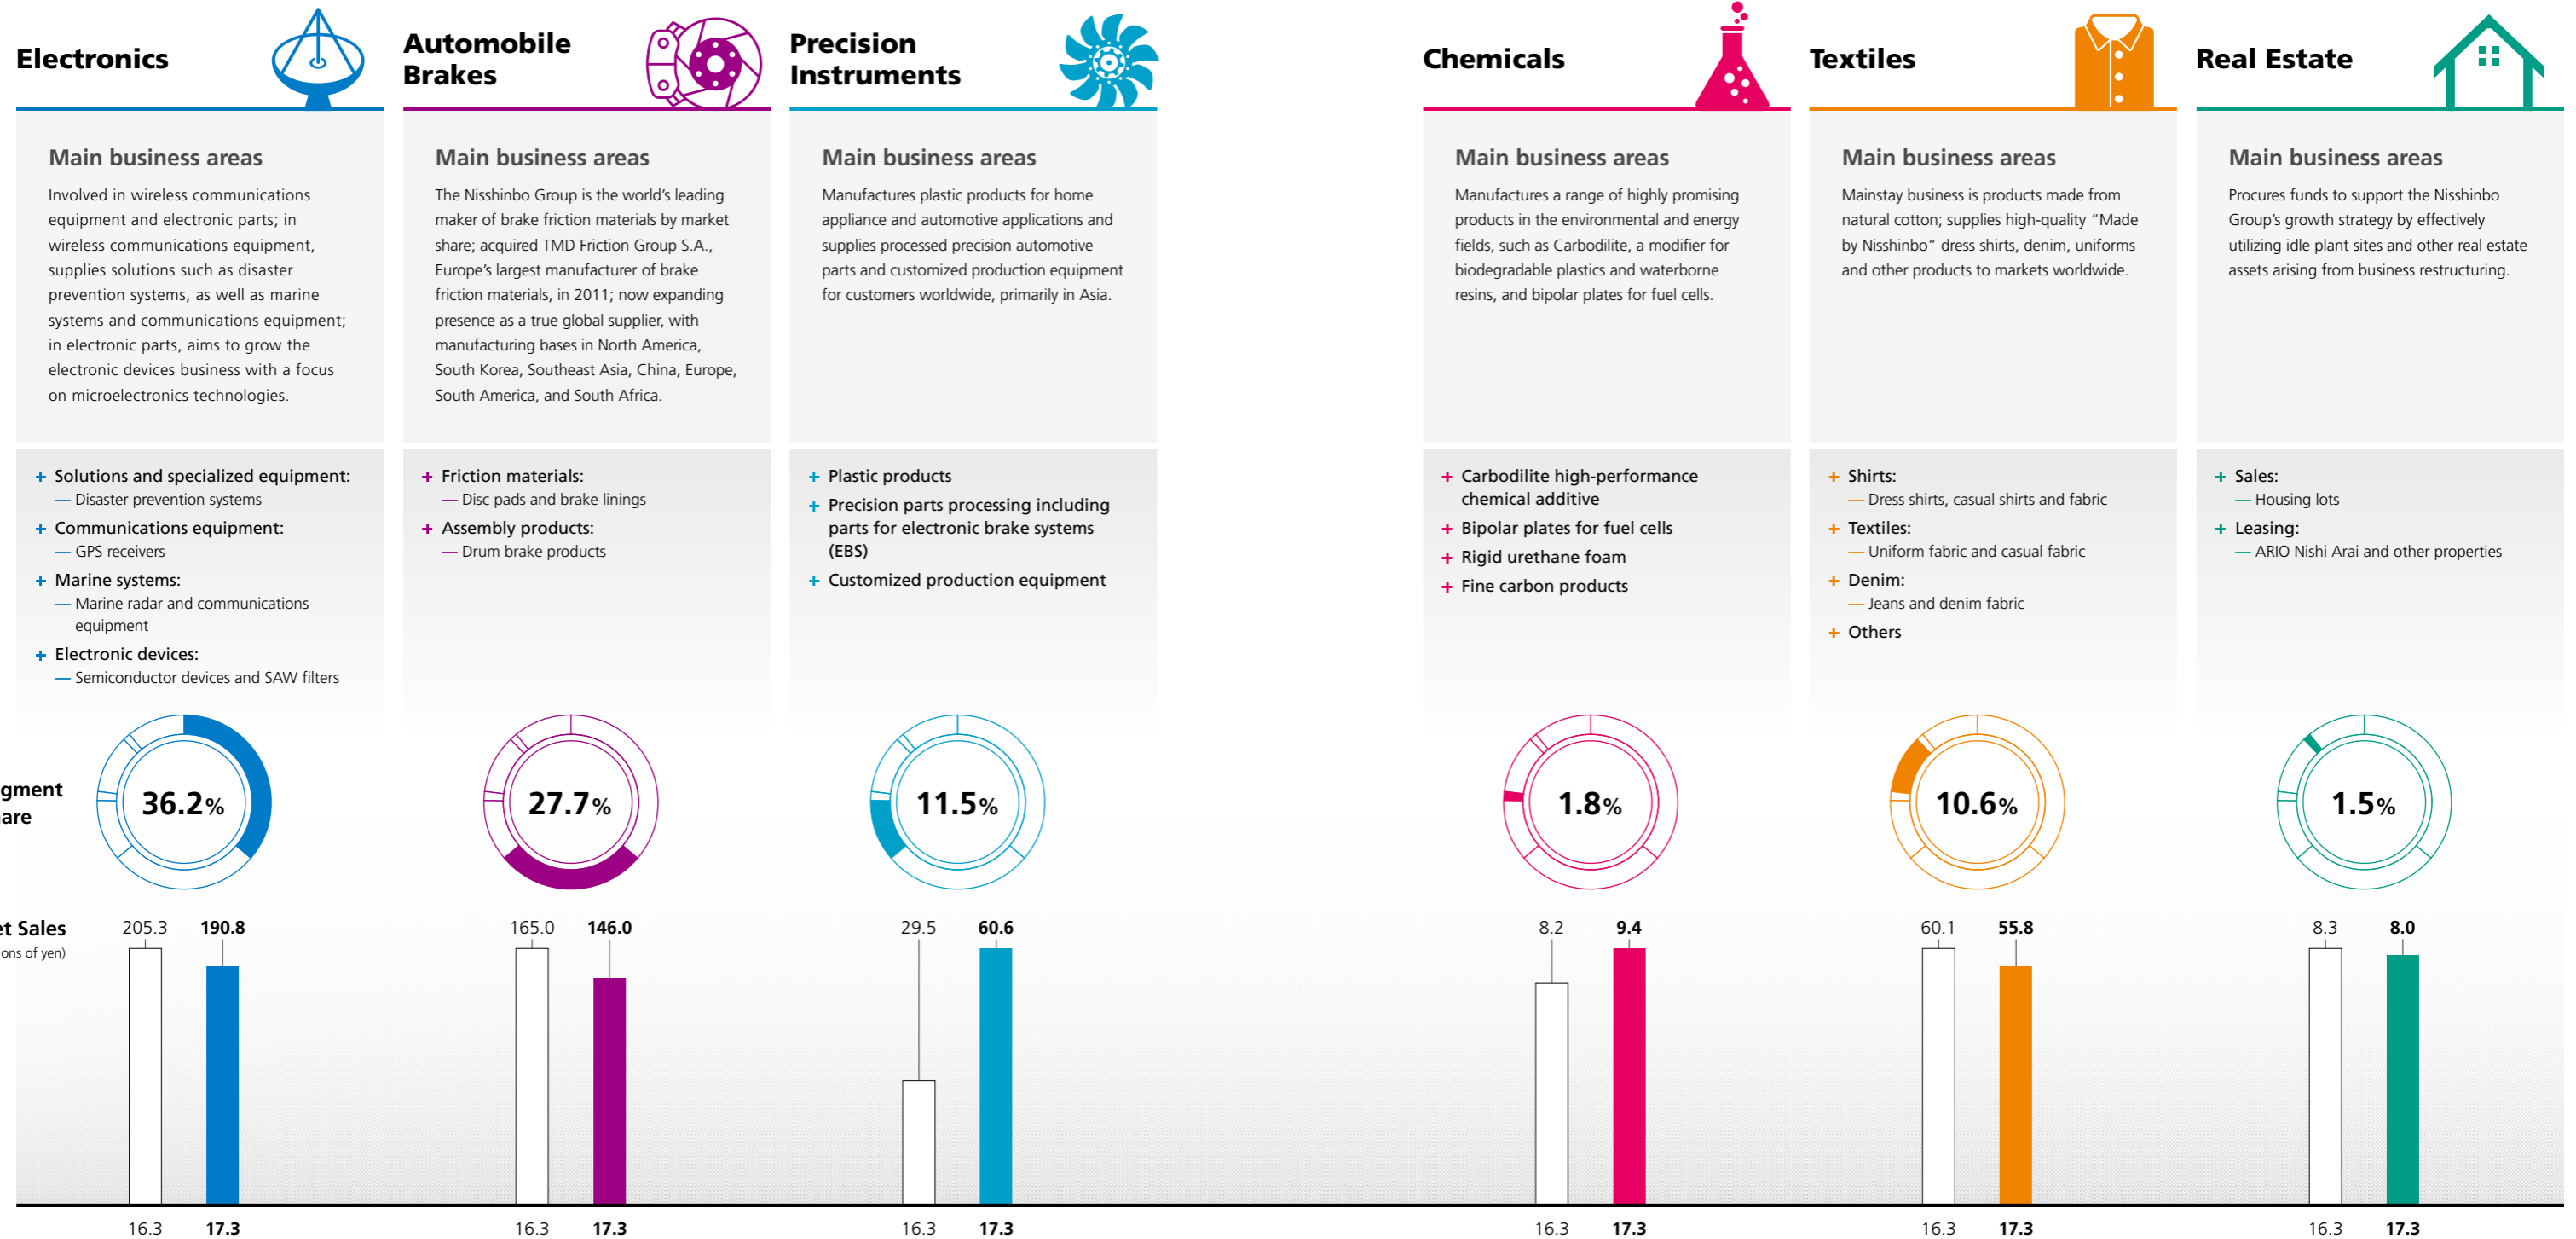 Electronics
Main business areas
Involved in wireless communications
equipment and electronic parts; in
wireless communications equipment,
supplies solutions such as disaster
prevention systems, as well as marine
systems and communications equipment;
in electronic parts, aims to grow the
electronic devices business with a focus
on microelectronics technologies.
+ Solutions and specialized equipment:
— Disaster prevention systems
+ Communications equipment:
— GPS receivers
+ Marine systems:
— Marine radar and communications
equipment
+ Electronic devices:
— Semiconductor devices and SAW filters
Automobile
Brakes
Main business areas
The Nisshinbo Group is the world’s leading
maker of brake friction materials by market
share; acquired TMD Friction Group S.A.,
Europe’s largest manufacturer of brake
friction materials, in 2011; now expanding
presence as a true global supplier, with
manufacturing bases in North America,
South Korea, Southeast Asia, China, Europe,
South America, and South Africa.
+ Friction materials:
— Disc pads and brake linings
+ Assembly products:
— Drum brake products
Precision
Instruments
Main business areas
Manufactures plastic products for home
appliance and automotive applications and
supplies processed precision automotive
parts and customized production equipment
for customers worldwide, primarily in Asia.
+ Plastic products
+ Precision parts processing including
parts for electronic brake systems
(EBS)
+ Customized production equipment
Chemicals
Main business areas
Manufactures a range of highly promising
products in the environmental and energy
fields, such as Carbodilite, a modifier for
biodegradable plastics and waterborne
resins, and bipolar plates for fuel cells.
+ Carbodilite high-performance
chemical additive
+ Bipolar plates for fuel cells
+ Rigid urethane foam
+ Fine carbon products
Textiles
Main business areas
Mainstay business is products made from
natural cotton; supplies high-quality “Made
by Nisshinbo” dress shirts, denim, uniforms
and other products to markets worldwide.
+ Shirts:
— Dress shirts, casual shirts and fabric
+ Textiles:
— Uniform fabric and casual fabric
+ Denim:
— Jeans and denim fabric
+ Others
Real Estate
Main business areas
Procures funds to support the Nisshinbo
Group’s growth strategy by effectively
utilizing idle plant sites and other real estate
assets arising from business restructuring.
+ Sales:
— Housing lots
+ Leasing:
— ARIO Nishi Arai and other properties
gment
are
36.2%
27.7%
11.5%
1.8%
10.6%
1.5%
et Sales
ons of yen)
205.3 190.8
165.0 146.0
29.5 60.6
8.2 9.4
60.1 55.8
8.3 8.0
16.3 17.3
16.3 17.3
16.3 17.3
16.3 17.3
16.3 17.3
16.3 17.3